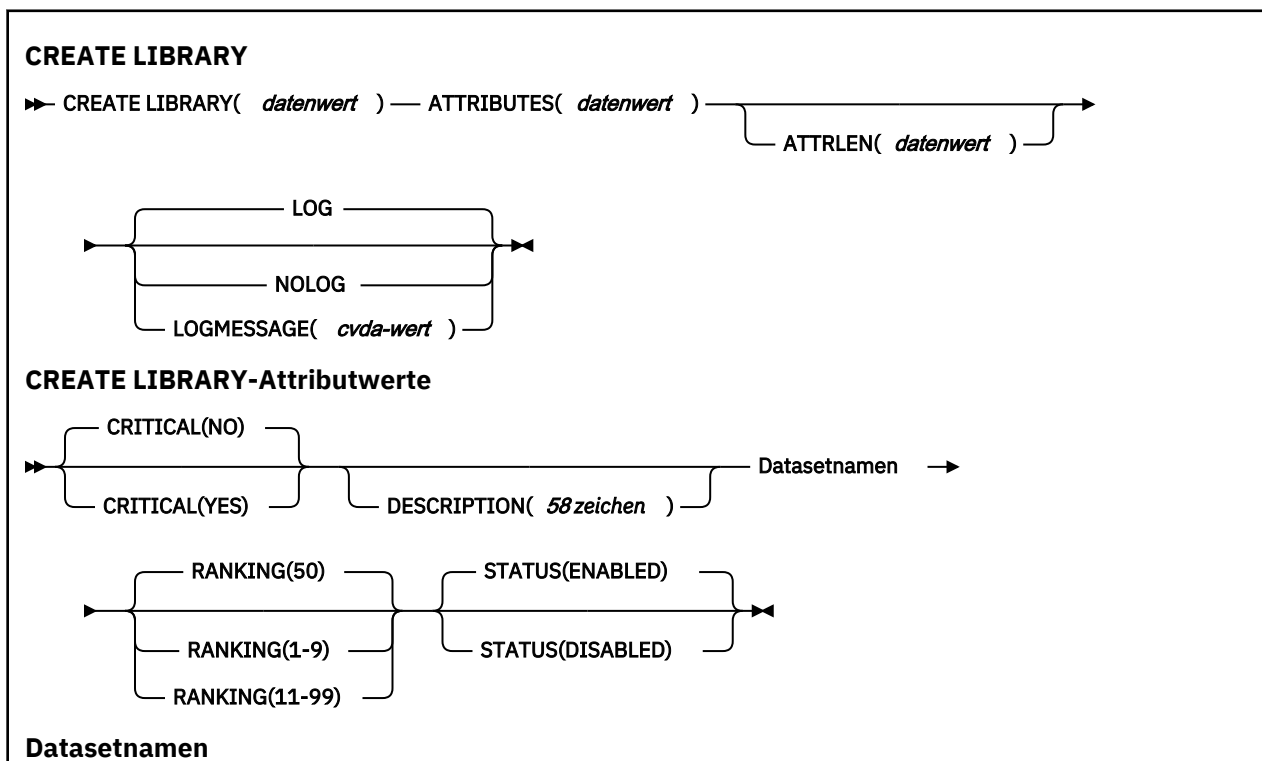 CREATE LIBRARY
CREATE LIBRARY( datenwert ) ATTRIBUTES( datenwert )
ATTRLEN( datenwert )
LOG
NOLOG
LOGMESSAGE( cvda-wert )
CREATE LIBRARY-Attributwerte
CRITICAL(NO)
CRITICAL(YES)
DESCRIPTION( 58 zeichen )
Datasetnamen
RANKING(50)
RANKING(1-9)
RANKING(11-99)
STATUS(ENABLED)
STATUS(DISABLED)
Datasetnamen